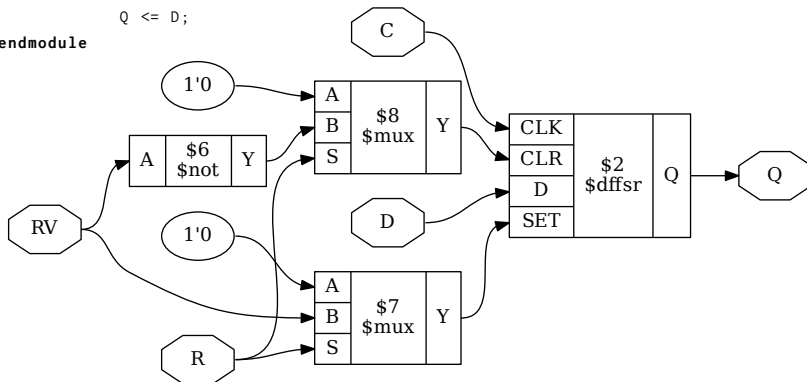 Q <= D;
endmodule
C
1'0
A
B
S
$8
$mux
Y
A
$6
$not
Y
CLK
CLR
D
SET
$2
$dffsr
Q
Q
RV
1'0
D
A
B
S
$7
$mux
Y
R